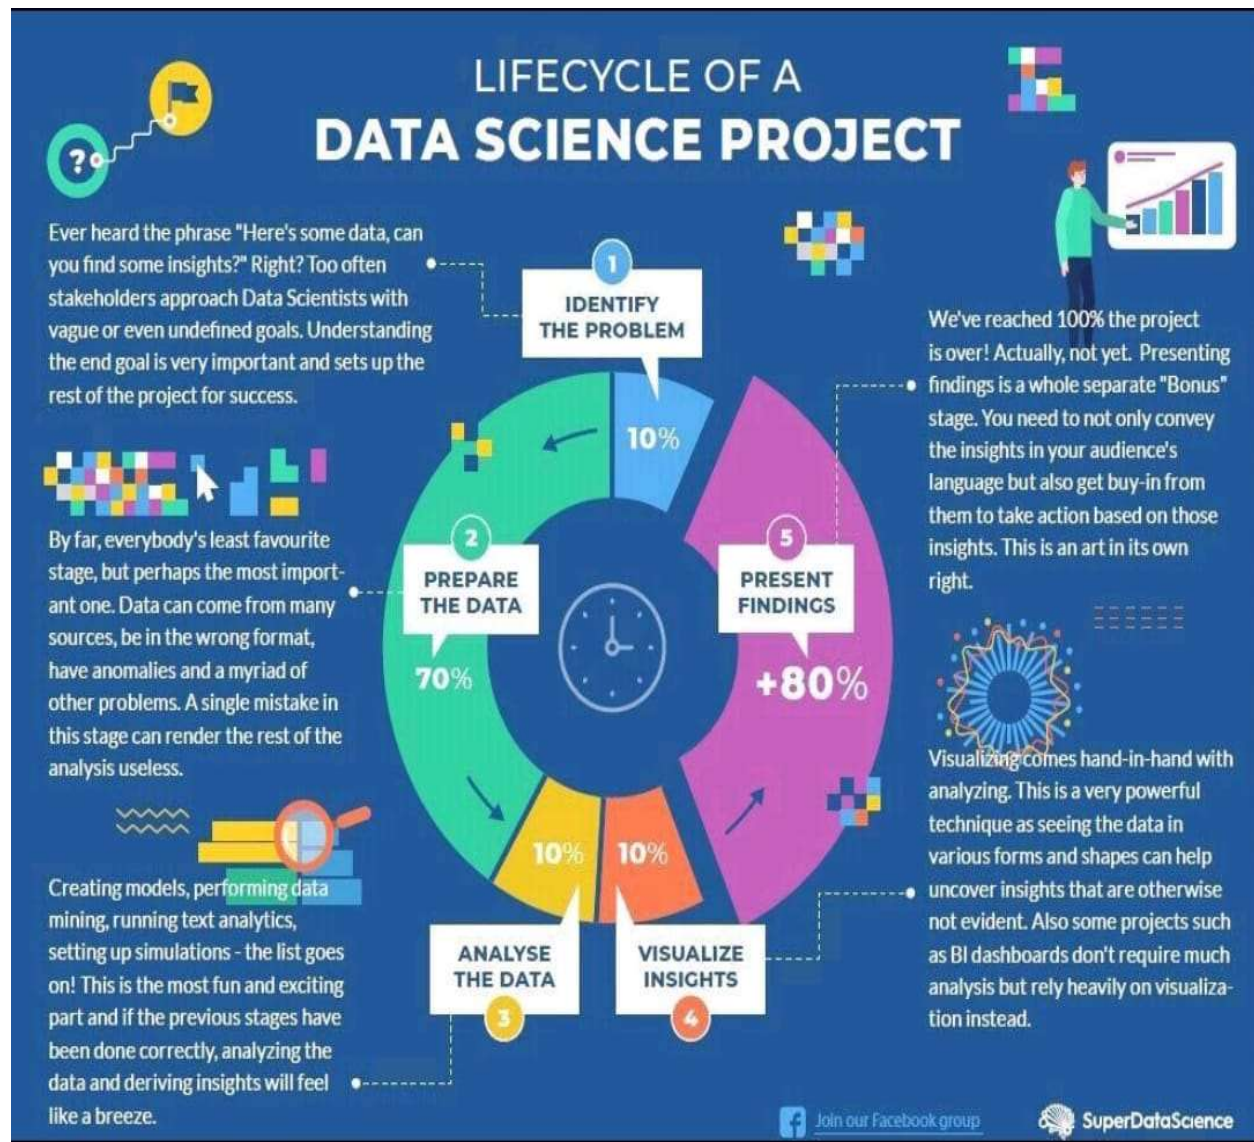 LIFECYCLE OF A
DATA SCIENCE PROJECT
?
Ever heard the phrase "Here's some data, can
you find some insights?" Right? Too often
stakeholders approach Data Scientists with
vague or even undefined goals. Understanding
the end goal is very important and sets up the
rest of the project for success.
1
IDENTIFY
THE PROBLEM
10%
By far, everybody's least favourite
stage, but perhaps the most import-
ant one. Data can come from many
sources, be in the wrong format,
have anomalies and a myriad of
other problems. A single mistake in
this stage can render the rest of the
analysis useless.
2
PREPARE
THE DATA
70%
Creating models, performing data
mining, running text analytics,
setting up simulations - the list goes
on! This is the most fun and exciting
part and if the previous stages have
been done correctly, analyzing the
data and deriving insights will feel
like a breeze.
10%
ANALYSE
THE DATA
3
10%
VISUALIZE
INSIGHTS
4
Visualizing comes hand-in-hand with
analyzing. This is a very powerful
technique as seeing the data in
various forms and shapes can help
uncover insights that are otherwise
not evident. Also some projects such
as BI dashboards don't require much
analysis but rely heavily on visualiza-
tion instead.
5
PRESENT
FINDINGS
+80%
We've reached 100% the project
is over! Actually, not yet. Presenting
findings is a whole separate "Bonus"
stage. You need to not only convey
the insights in your audience's
language but also get buy-in from
them to take action based on those
insights. This is an art in its own
right.
f Join our Facebook group
SuperDataScience